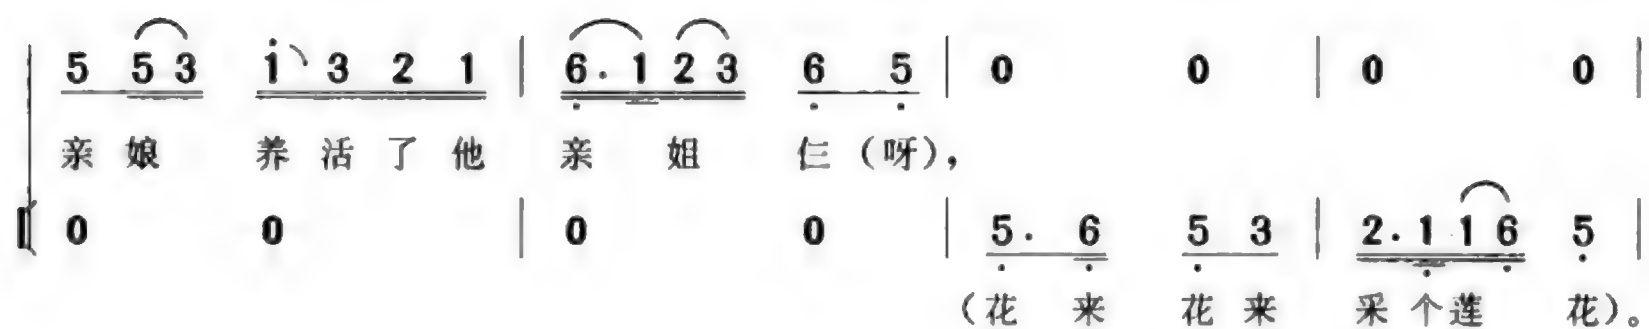 5 5 3 i 3 2 1 | 6. 1 2 3 6 5 | 0 0 | 0 0 |
亲娘 养活了他 亲 姐 仨(呀),
0 0 | 0 0 | 5. 6 5 3 | 2. 1 1 6 5 |
(花 来 花来 采个莲 花)。